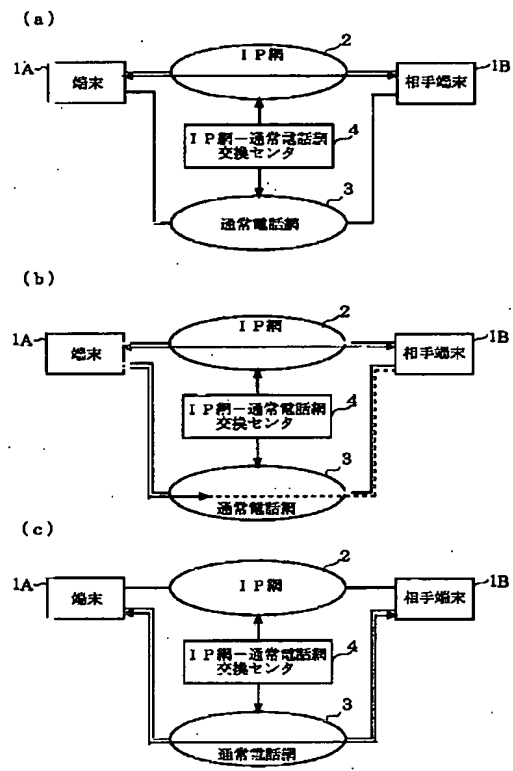 (a)
2
1A
端末
IP網
1B
相手端末
4
IP網ー通常電話網
交換センタ
3
通常電話網
(b)
2
1A
端末
IP網
1B
相手端末
4
IP網ー通常電話網
交換センタ
3
通常電話網
(c)
2
1A
端末
IP網
1B
相手端末
4
IP網ー通常電話網
交換センタ
3
通常電話網